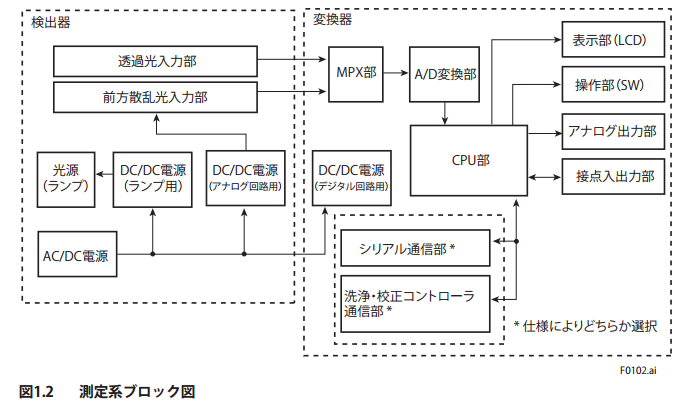 検出器
変換器
透過光入力部
前方散乱光入力部
MPX部
A/D変換部
表示部（LCD）
操作部（SW）
アナログ出力部
接点入出力部
CPU部
光源
（ランプ）
DC/DC電源
（ランプ用）
DC/DC電源
（アナログ回路用）
DC/DC電源
（デジタル回路用）
AC/DC電源
シリアル通信部 *
洗浄・校正コントローラ
通信部 *
* 仕様によりどちらか選択
F0102.ai
図1.2 測定系ブロック図